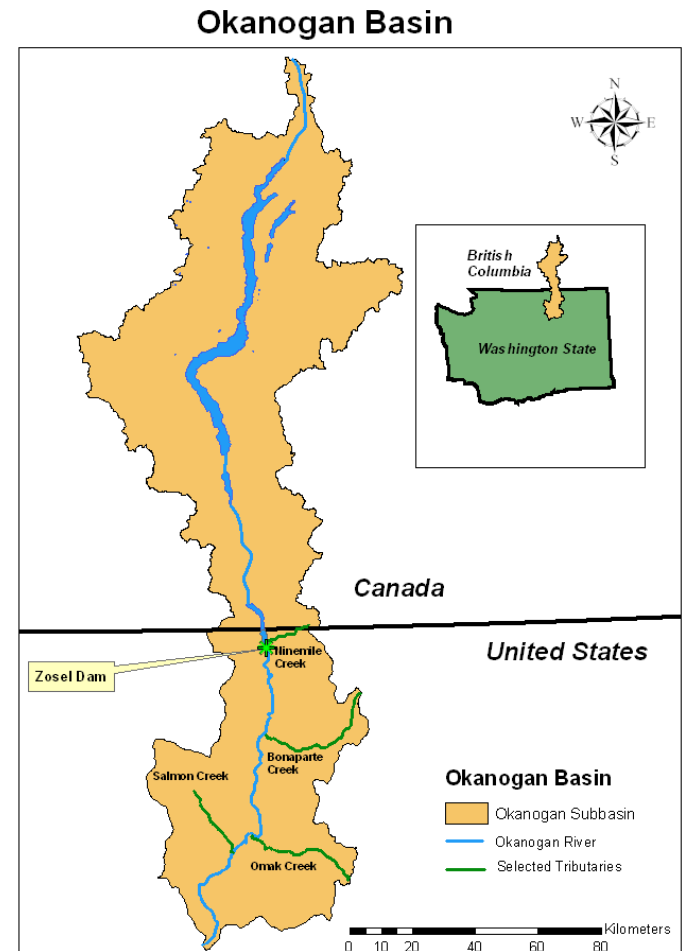 Okanogan Basin
N
W
E
S
British
Columbia
Washington State
Canada
United States
Zosel Dam
Ninemile
Creek
Bonaparte
Creek
Salmon Creek
Omak Creek
Okanogan Basin
Okanogan Subbasin
Okanogan River
Selected Tributaries
Kilometers
0 10 20 40 60 80